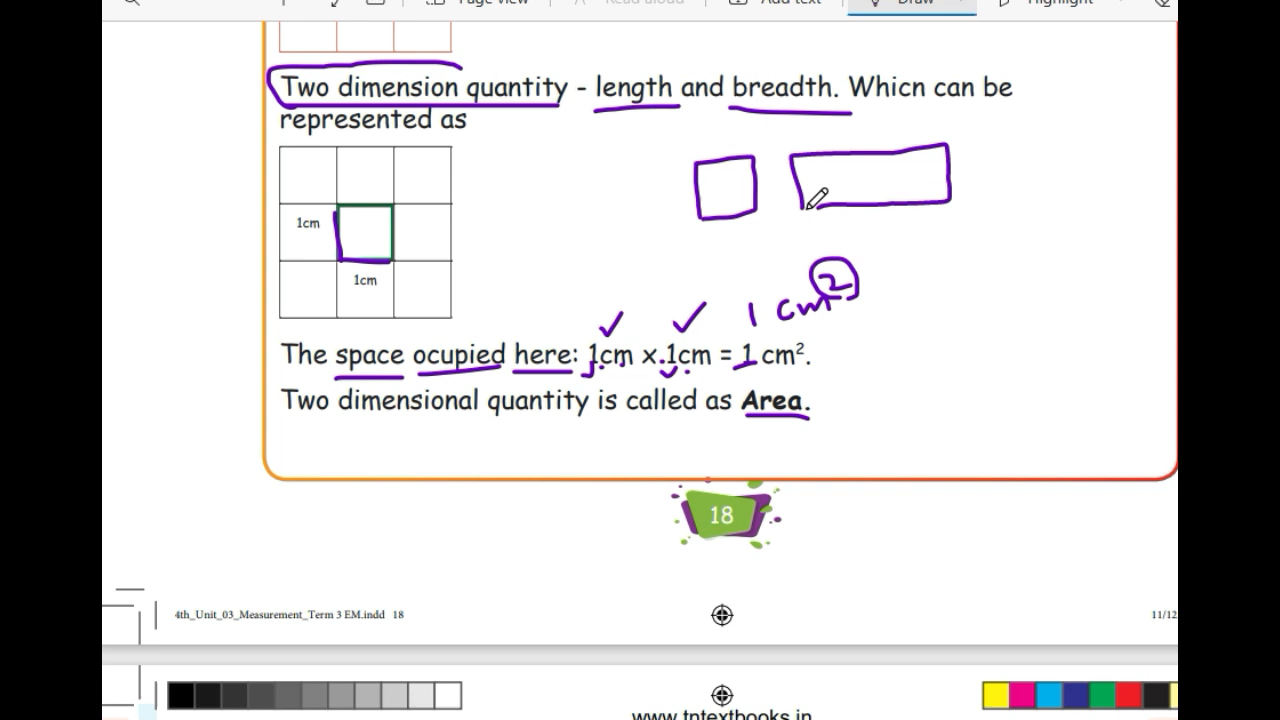 Page view
Read aloud
Add text
Draw
Highlight
Two dimension quantity - length and breadth. Which can be
represented as
1cm
1cm
1 cm²
The space ocupied here: 1cm x 1cm = 1 cm².
Two dimensional quantity is called as Area.
18
4th_Unit_03_Measurement_Term 3 EM.indd 18
11/12
www.tntextbooks.in